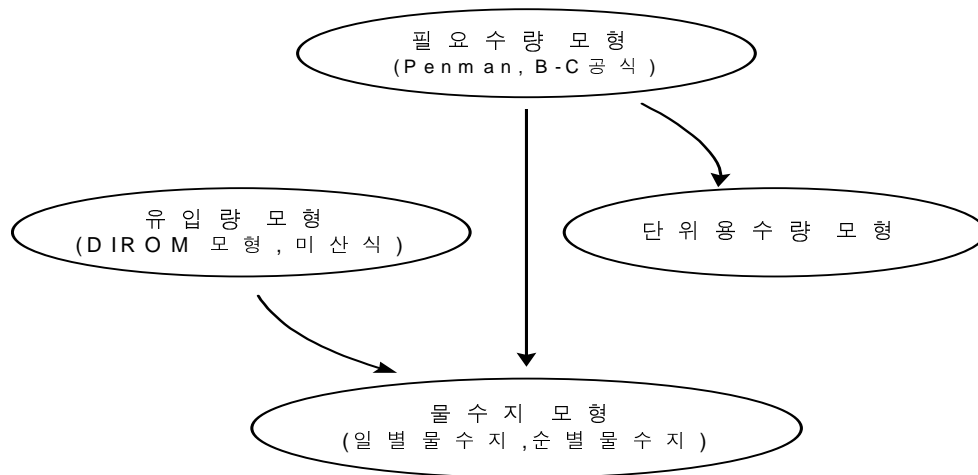 필요수량 모형
(Penman, B-C공식)
유입량 모형
(DIROM 모형, 미산식)
단위용수량 모형
물수지 모형
(일별물수지,순별물수지)